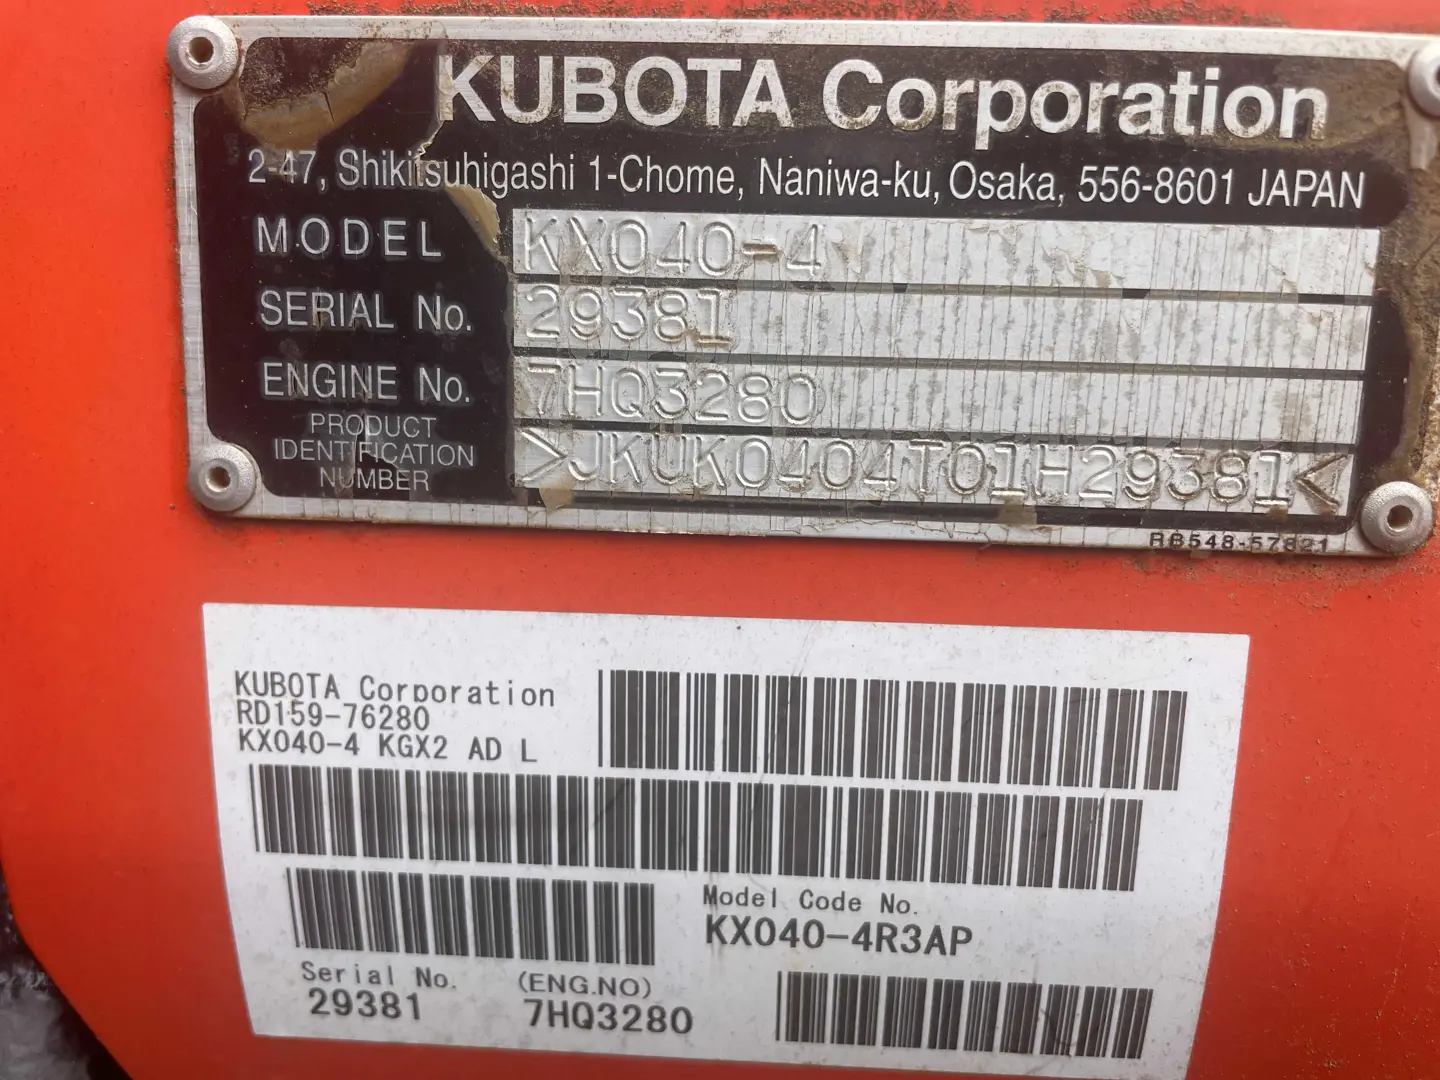 KUBOTA Corporation
2-47, Shikitsuhigashi 1-Chome, Naniwa-ku, Osaka, 556-8601 JAPAN
MODEL KX040-4
SERIAL No. 29381
ENGINE No. 7HQ3280
PRODUCT
IDENTIFICATION
NUMBER >JKUK0404T01H29381<
RB548-57821
KUBOTA Corporation
RD159-76280
KX040-4 KGX2 AD L
Model Code No.
KX040-4R3AP
Serial No. (ENG.NO)
29381 7HQ3280